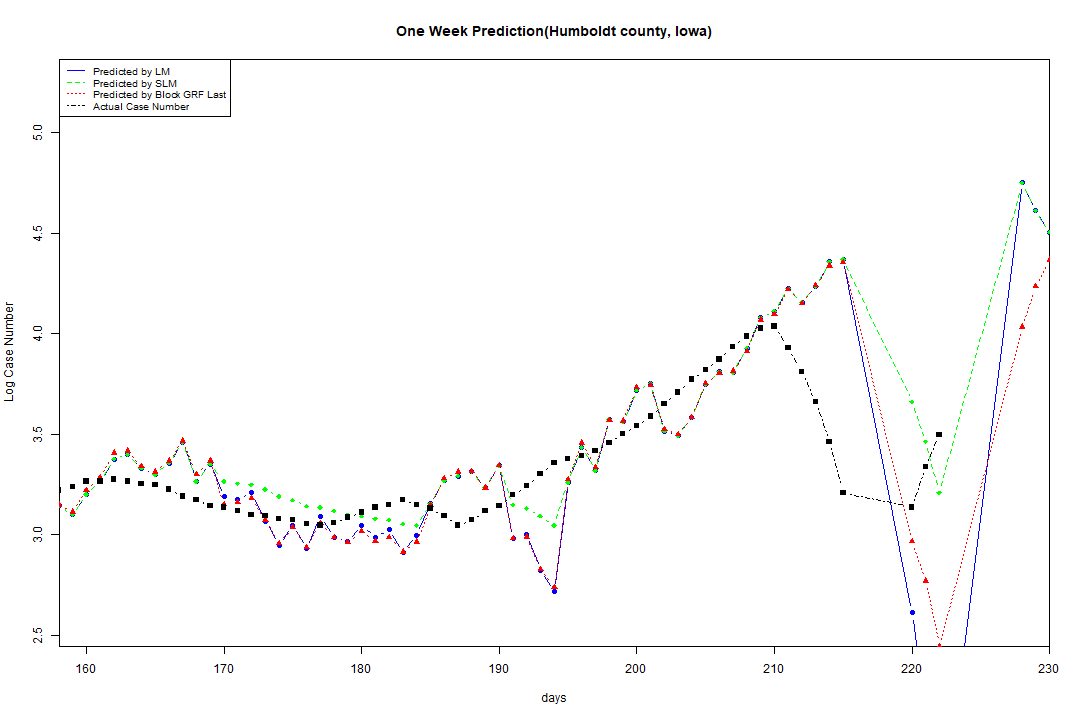 One Week Prediction(Humboldt county, Iowa)
Predicted by LM
Predicted by SLM
Predicted by Block GRF Last
Actual Case Number
Log Case Number
5.0
4.5
4.0
3.5
3.0
2.5
160 170 180 190 200 210 220 230
days